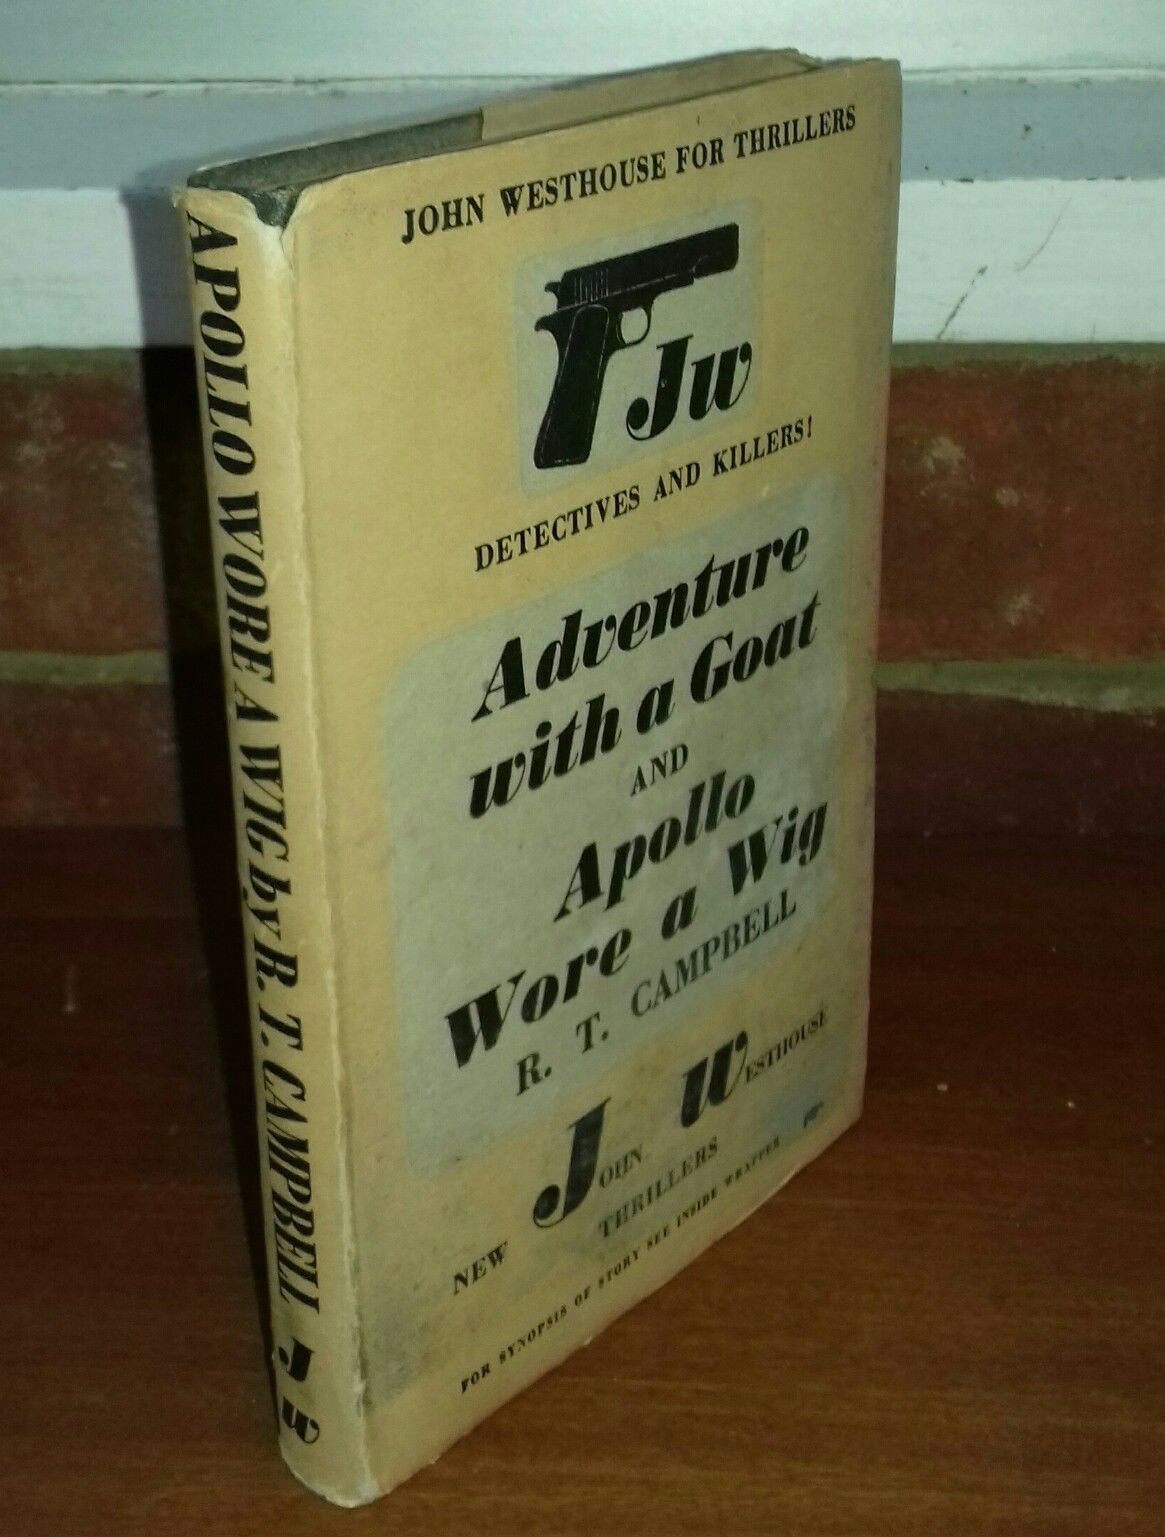 APOLLO WORE A WIG by R. T. CAMPBELL J W
JOHN WESTHOUSE FOR THRILLERS
JW
DETECTIVES AND KILLERS!
Adventure
with a Goat
AND
Apollo
Wore a Wig
R. T. CAMPBELL
JOHN WESTHOUSE
NEW THRILLERS
FOR SYNOPSIS OF STORY SEE INSIDE WRAPPER